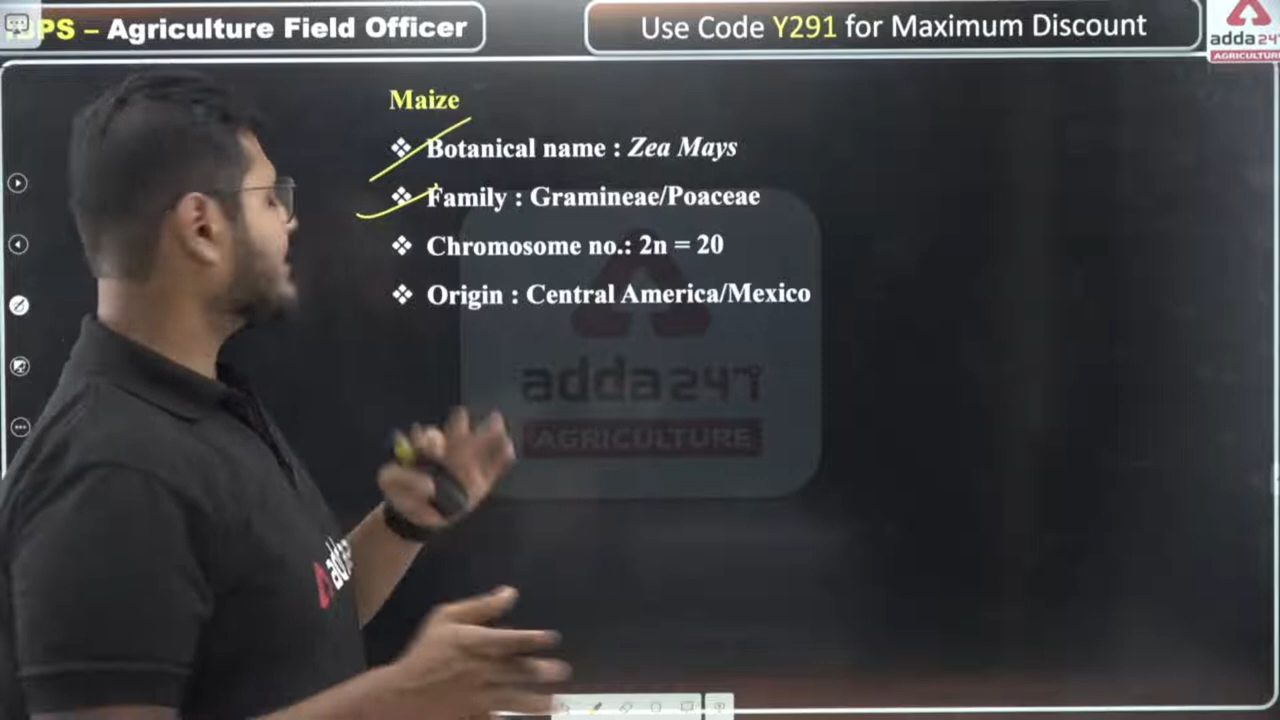 IBPS – Agriculture Field Officer
Use Code Y291 for Maximum Discount
adda247
AGRICULTURE
Maize
❖ Botanical name : Zea Mays
❖ Family : Gramineae/Poaceae
❖ Chromosome no.: 2n = 20
❖ Origin : Central America/Mexico
adda247
AGRICULTURE